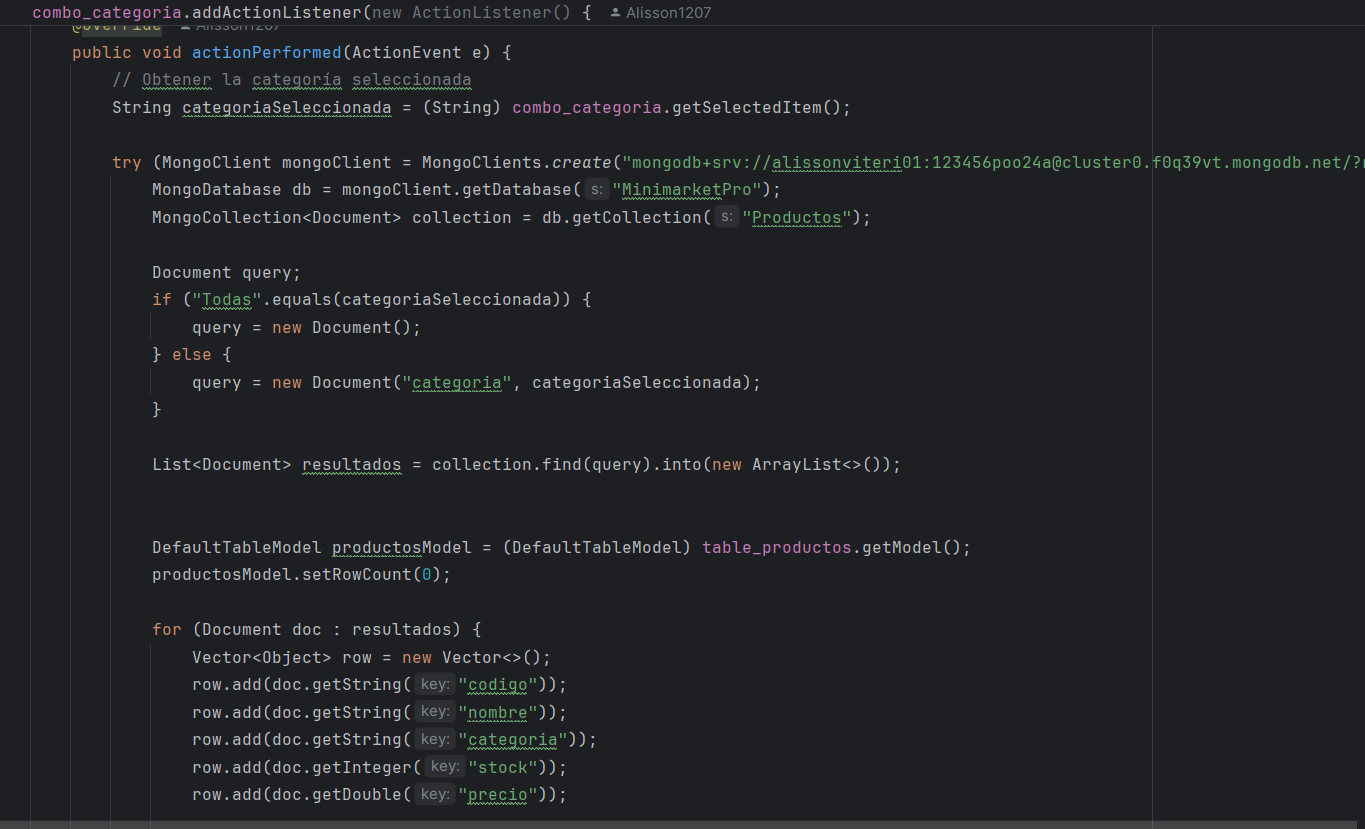 combo_categoria.addActionListener(new ActionListener() { Alisson1207
@Override Alisson1207
public void actionPerformed(ActionEvent e) {
// Obtener la categoría seleccionada
String categoriaSeleccionada = (String) combo_categoria.getSelectedItem();
try (MongoClient mongoClient = MongoClients.create("mongodb+srv://alissonviteri01:123456poo24a@cluster0.f0q39vt.mongodb.net/?
MongoDatabase db = mongoClient.getDatabase( s: "MinimarketPro");
MongoCollection<Document> collection = db.getCollection( s: "Productos");
Document query;
if ("Todas".equals(categoriaSeleccionada)) {
query = new Document();
} else {
query = new Document("categoria", categoriaSeleccionada);
}
List<Document> resultados = collection.find(query).into(new ArrayList<>());
DefaultTableModel productosModel = (DefaultTableModel) table_productos.getModel();
productosModel.setRowCount(0);
for (Document doc : resultados) {
Vector<Object> row = new Vector<>();
row.add(doc.getString( key: "codigo"));
row.add(doc.getString( key: "nombre"));
row.add(doc.getString( key: "categoria"));
row.add(doc.getInteger( key: "stock"));
row.add(doc.getDouble( key: "precio"));